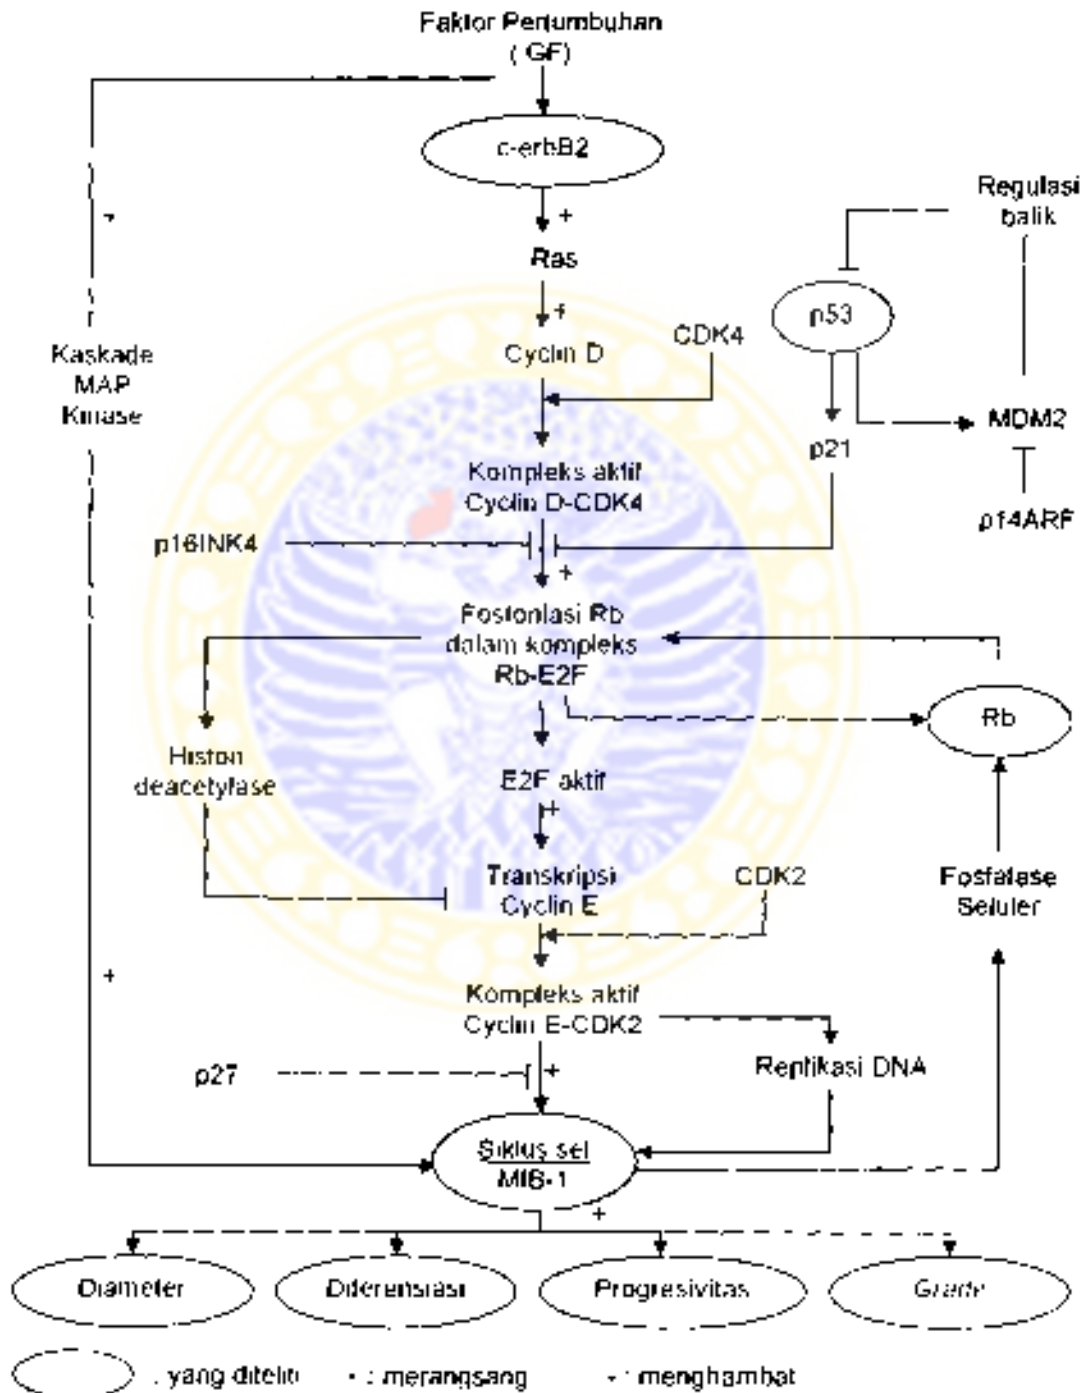 Faktor Pertumbuhan
( GF)
c-erbB2
+
Regulasi
balik
Ras
+
p53
CDK4
Cyclin D
Kaskade
MAP
Kinase
MDM2
p21
Kompleks aktif
Cyclin D-CDK4
p14ARF
p16INK4
+
Fosforilasi Rb
dalam kompleks
Rb-E2F
Rb
Histon
deacetylase
E2F aktif
+
Transkripsi
Cyclin E
CDK2
Fosfatase
Seluler
+
Kompleks aktif
Cyclin E-CDK2
Replikasi DNA
p27
+
Siklus sel
MIB-1
+
Diameter
Diferensiasi
Progresivitas
Grade
: yang diteliti
: merangsang
: menghambat